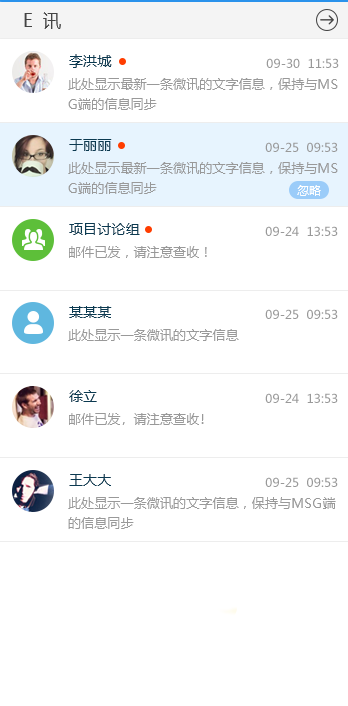 E 讯
李洪城
09-30 11:53
此处显示最新一条微讯的文字信息，保持与MS
G端的信息同步
于丽丽
09-25 09:53
此处显示最新一条微讯的文字信息，保持与MS
G端的信息同步
忽略
项目讨论组
09-24 13:53
邮件已发，请注意查收！
某某某
09-25 09:53
此处显示一条微讯的文字信息
徐立
09-24 13:53
邮件已发，请注意查收！
王大大
09-25 09:53
此处显示一条微讯的文字信息，保持与MSG端
的信息同步